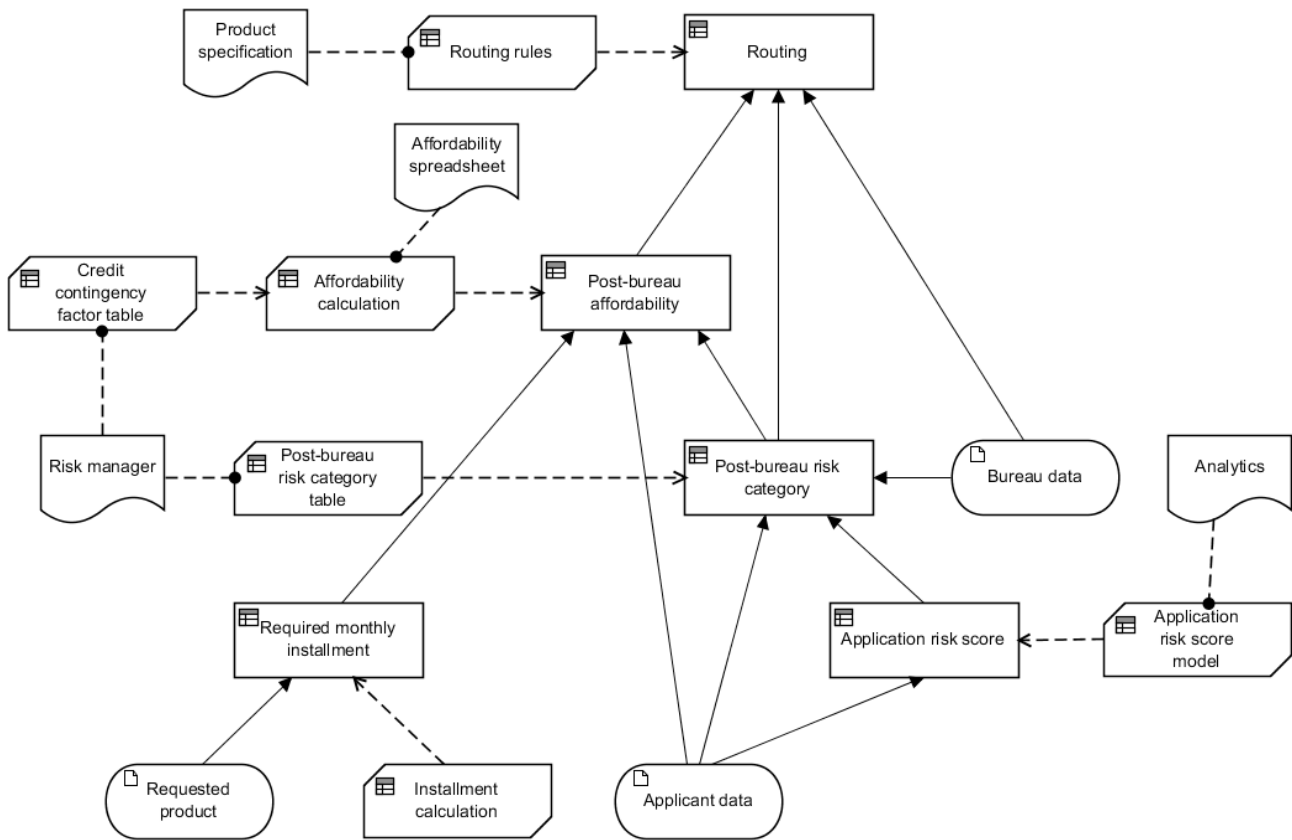 Product
specification
Routing rules
Routing
Affordability
spreadsheet
Credit
contingency
factor table
Affordability
calculation
Post-bureau
affordability
Risk manager
Post-bureau
risk category
table
Post-bureau risk
category
Bureau data
Analytics
Required monthly
installment
Application risk score
Application
risk score
model
Requested
product
Installment
calculation
Applicant data